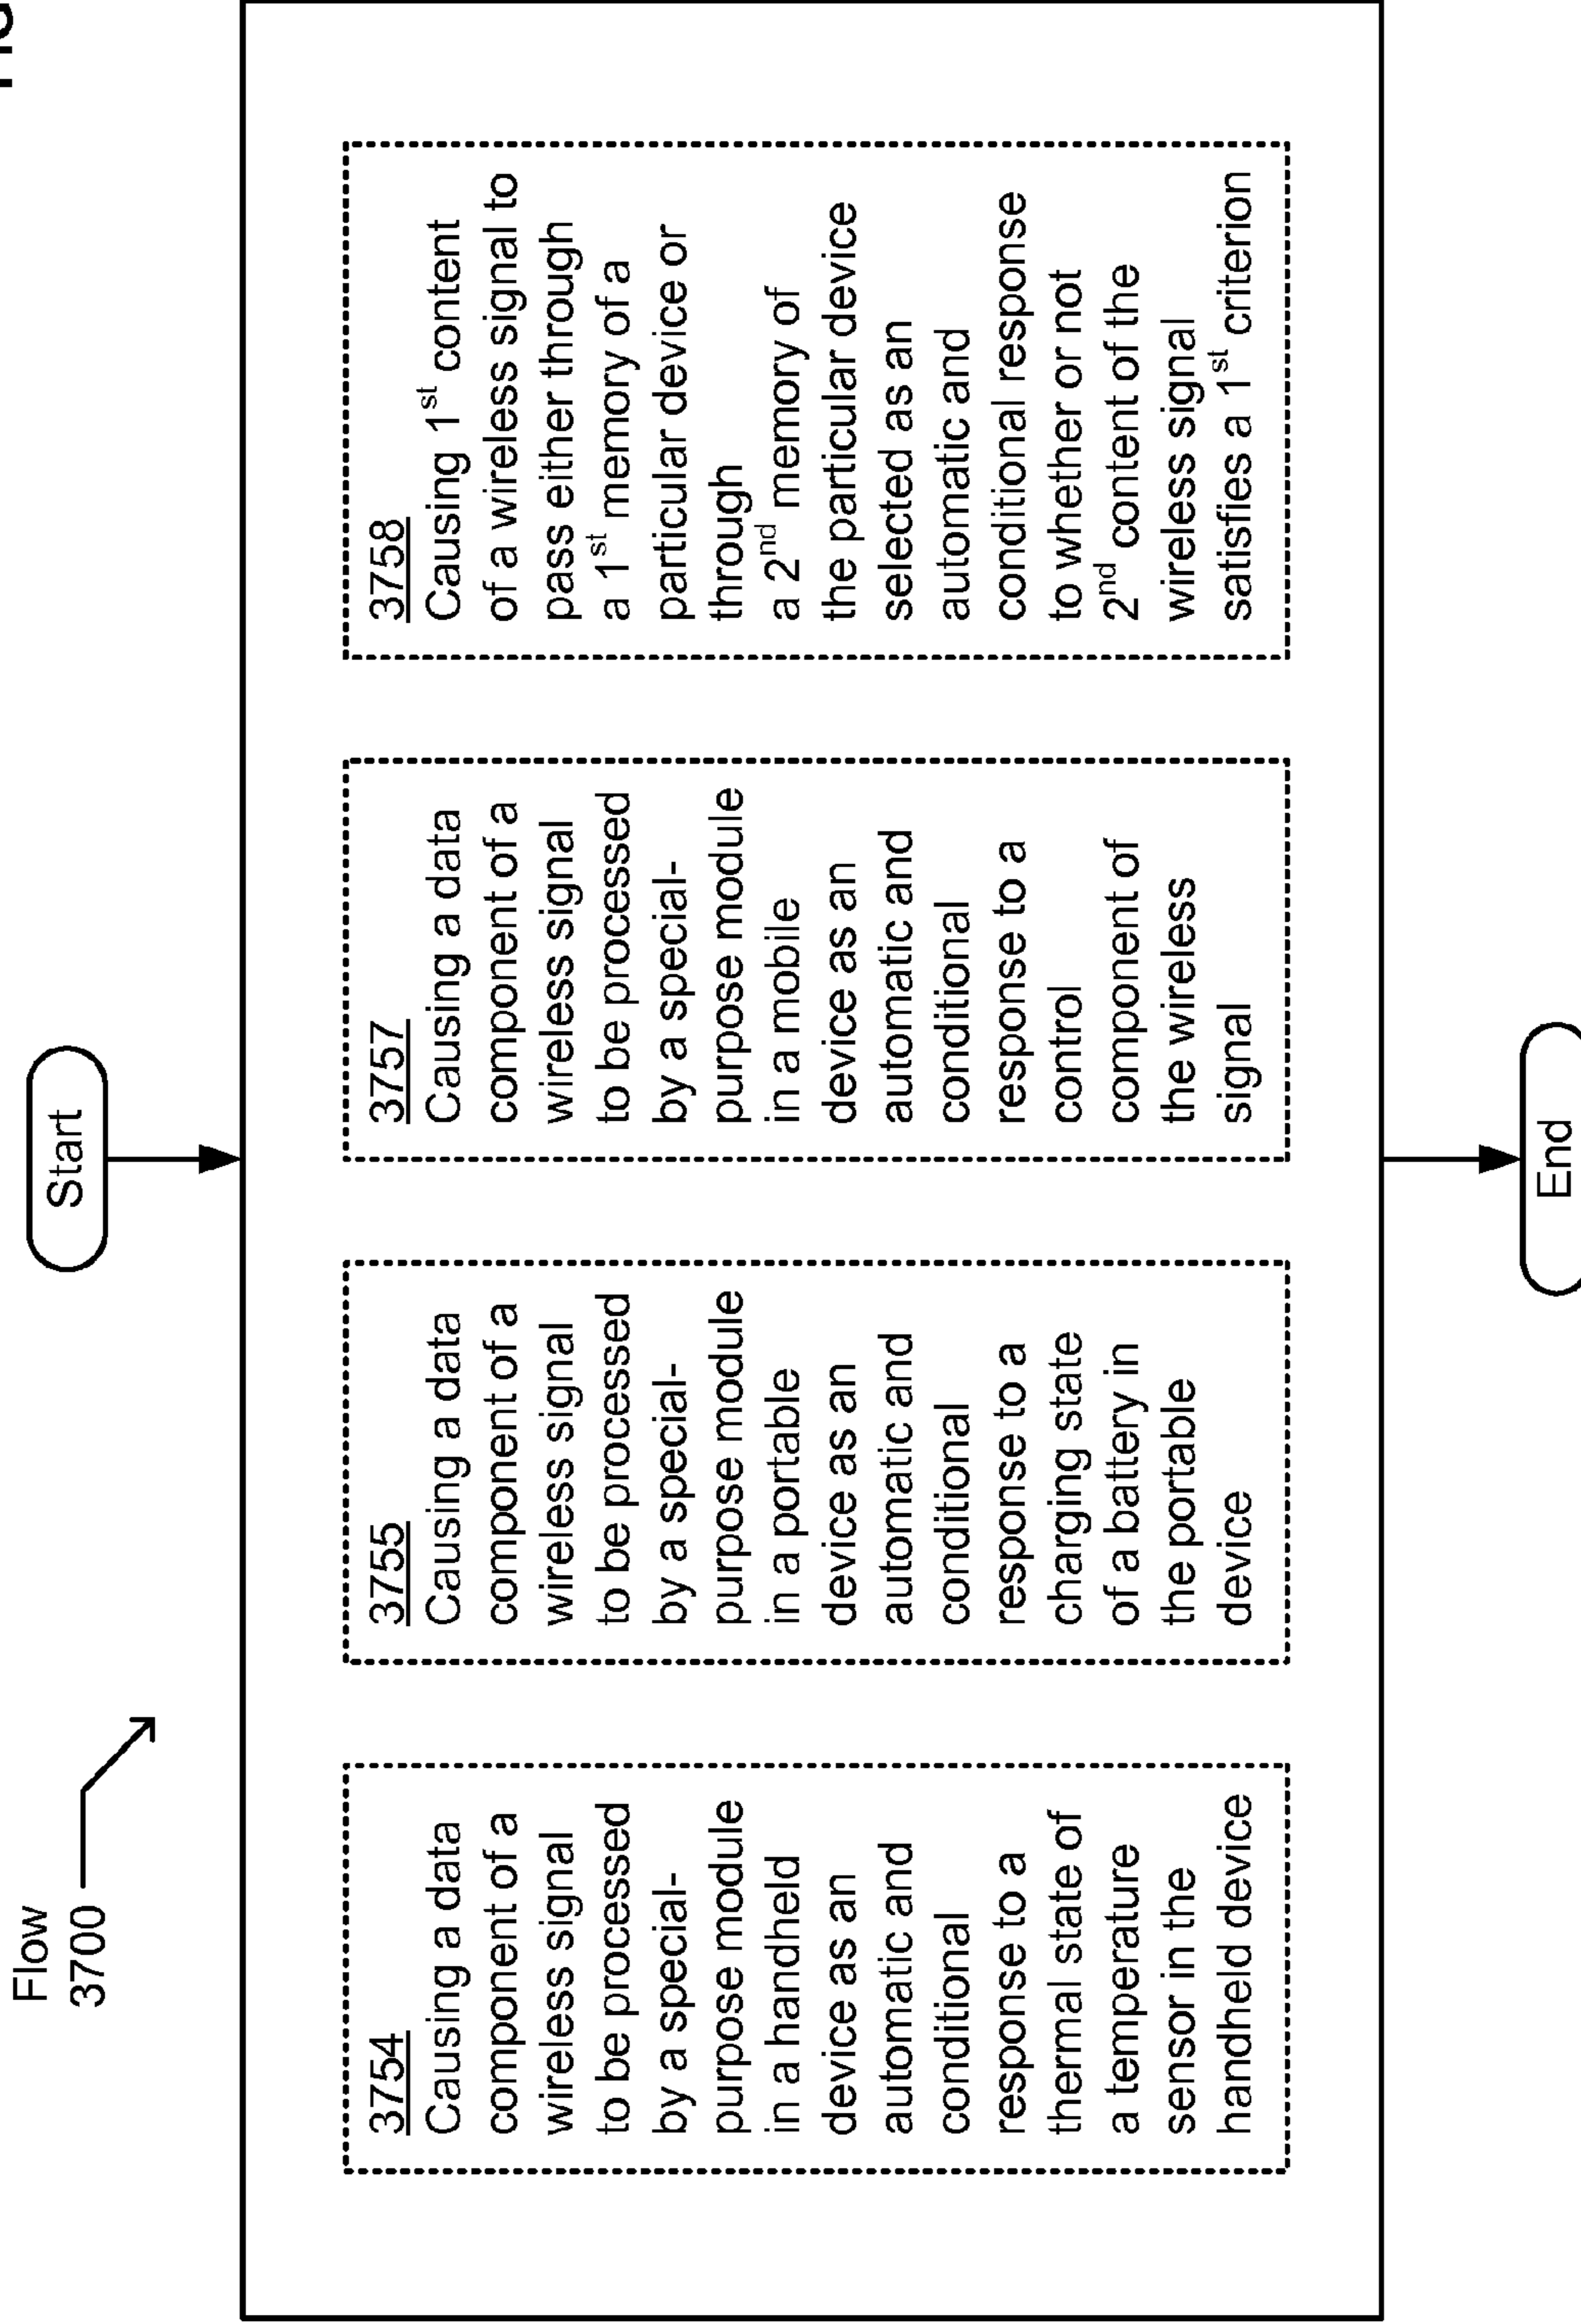 Flow
3700
Start
3754
Causing a data
component of a
wireless signal
to be processed
by a special-
purpose module
in a handheld
device as an
automatic and
conditional
response to a
thermal state of
a temperature
sensor in the
handheld device
3755
Causing a data
component of a
wireless signal
to be processed
by a special-
purpose module
in a portable
device as an
automatic and
conditional
response to a
charging state
of a battery in
the portable
device
3757
Causing a data
component of a
wireless signal
to be processed
by a special-
purpose module
in a mobile
device as an
automatic and
conditional
response to a
control
component of
the wireless
signal
3758
Causing 1st content
of a wireless signal to
pass either through
a 1st memory of a
particular device or
through
a 2nd memory of
the particular device
selected as an
automatic and
conditional response
to whether or not
2nd content of the
wireless signal
satisfies a 1st criterion
End